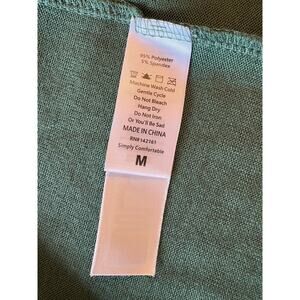 95% Polyester
5% Spandex
Machine Wash Cold
Gentle Cycle
Do Not Bleach
Hang Dry
Do Not Iron
Or You'll Be Sad
MADE IN CHINA
RN#142161
Simply Comfortable
M